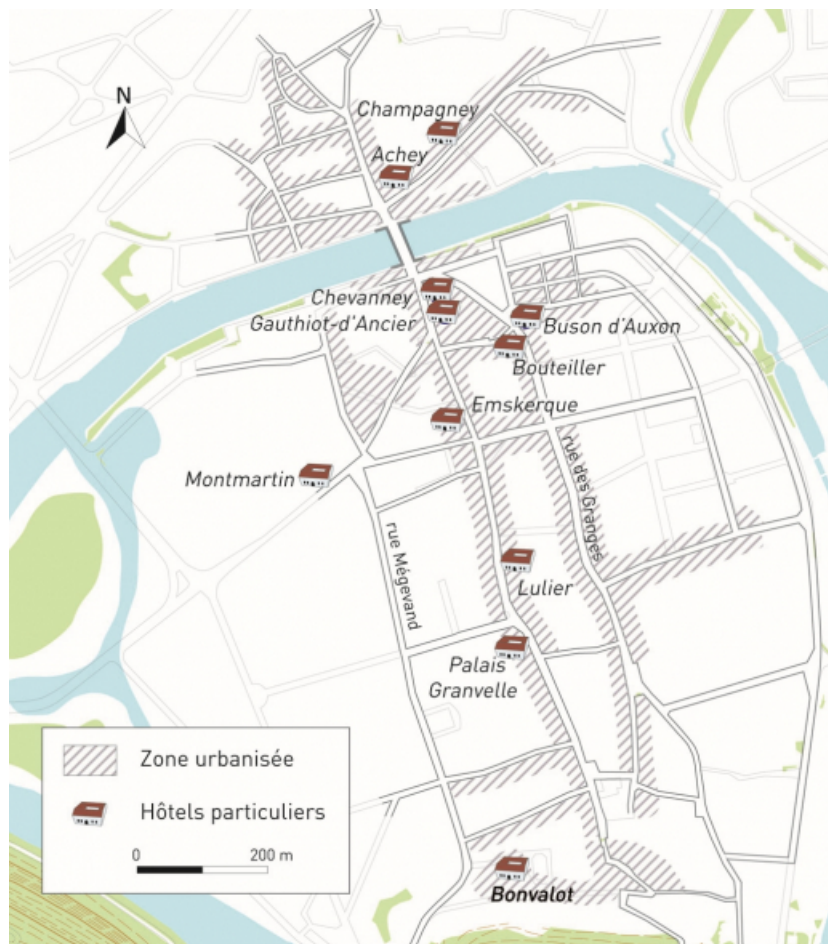 N
Champagney
Achey
Chevanney
Gauthiot-d'Ancier
Buson d'Auxon
Bouteiller
Emskerque
Montmartin
rue des Granges
rue Mégevand
Lulier
Palais
Granvelle
Zone urbanisée
Hôtels particuliers
0 200 m
Bonvalot